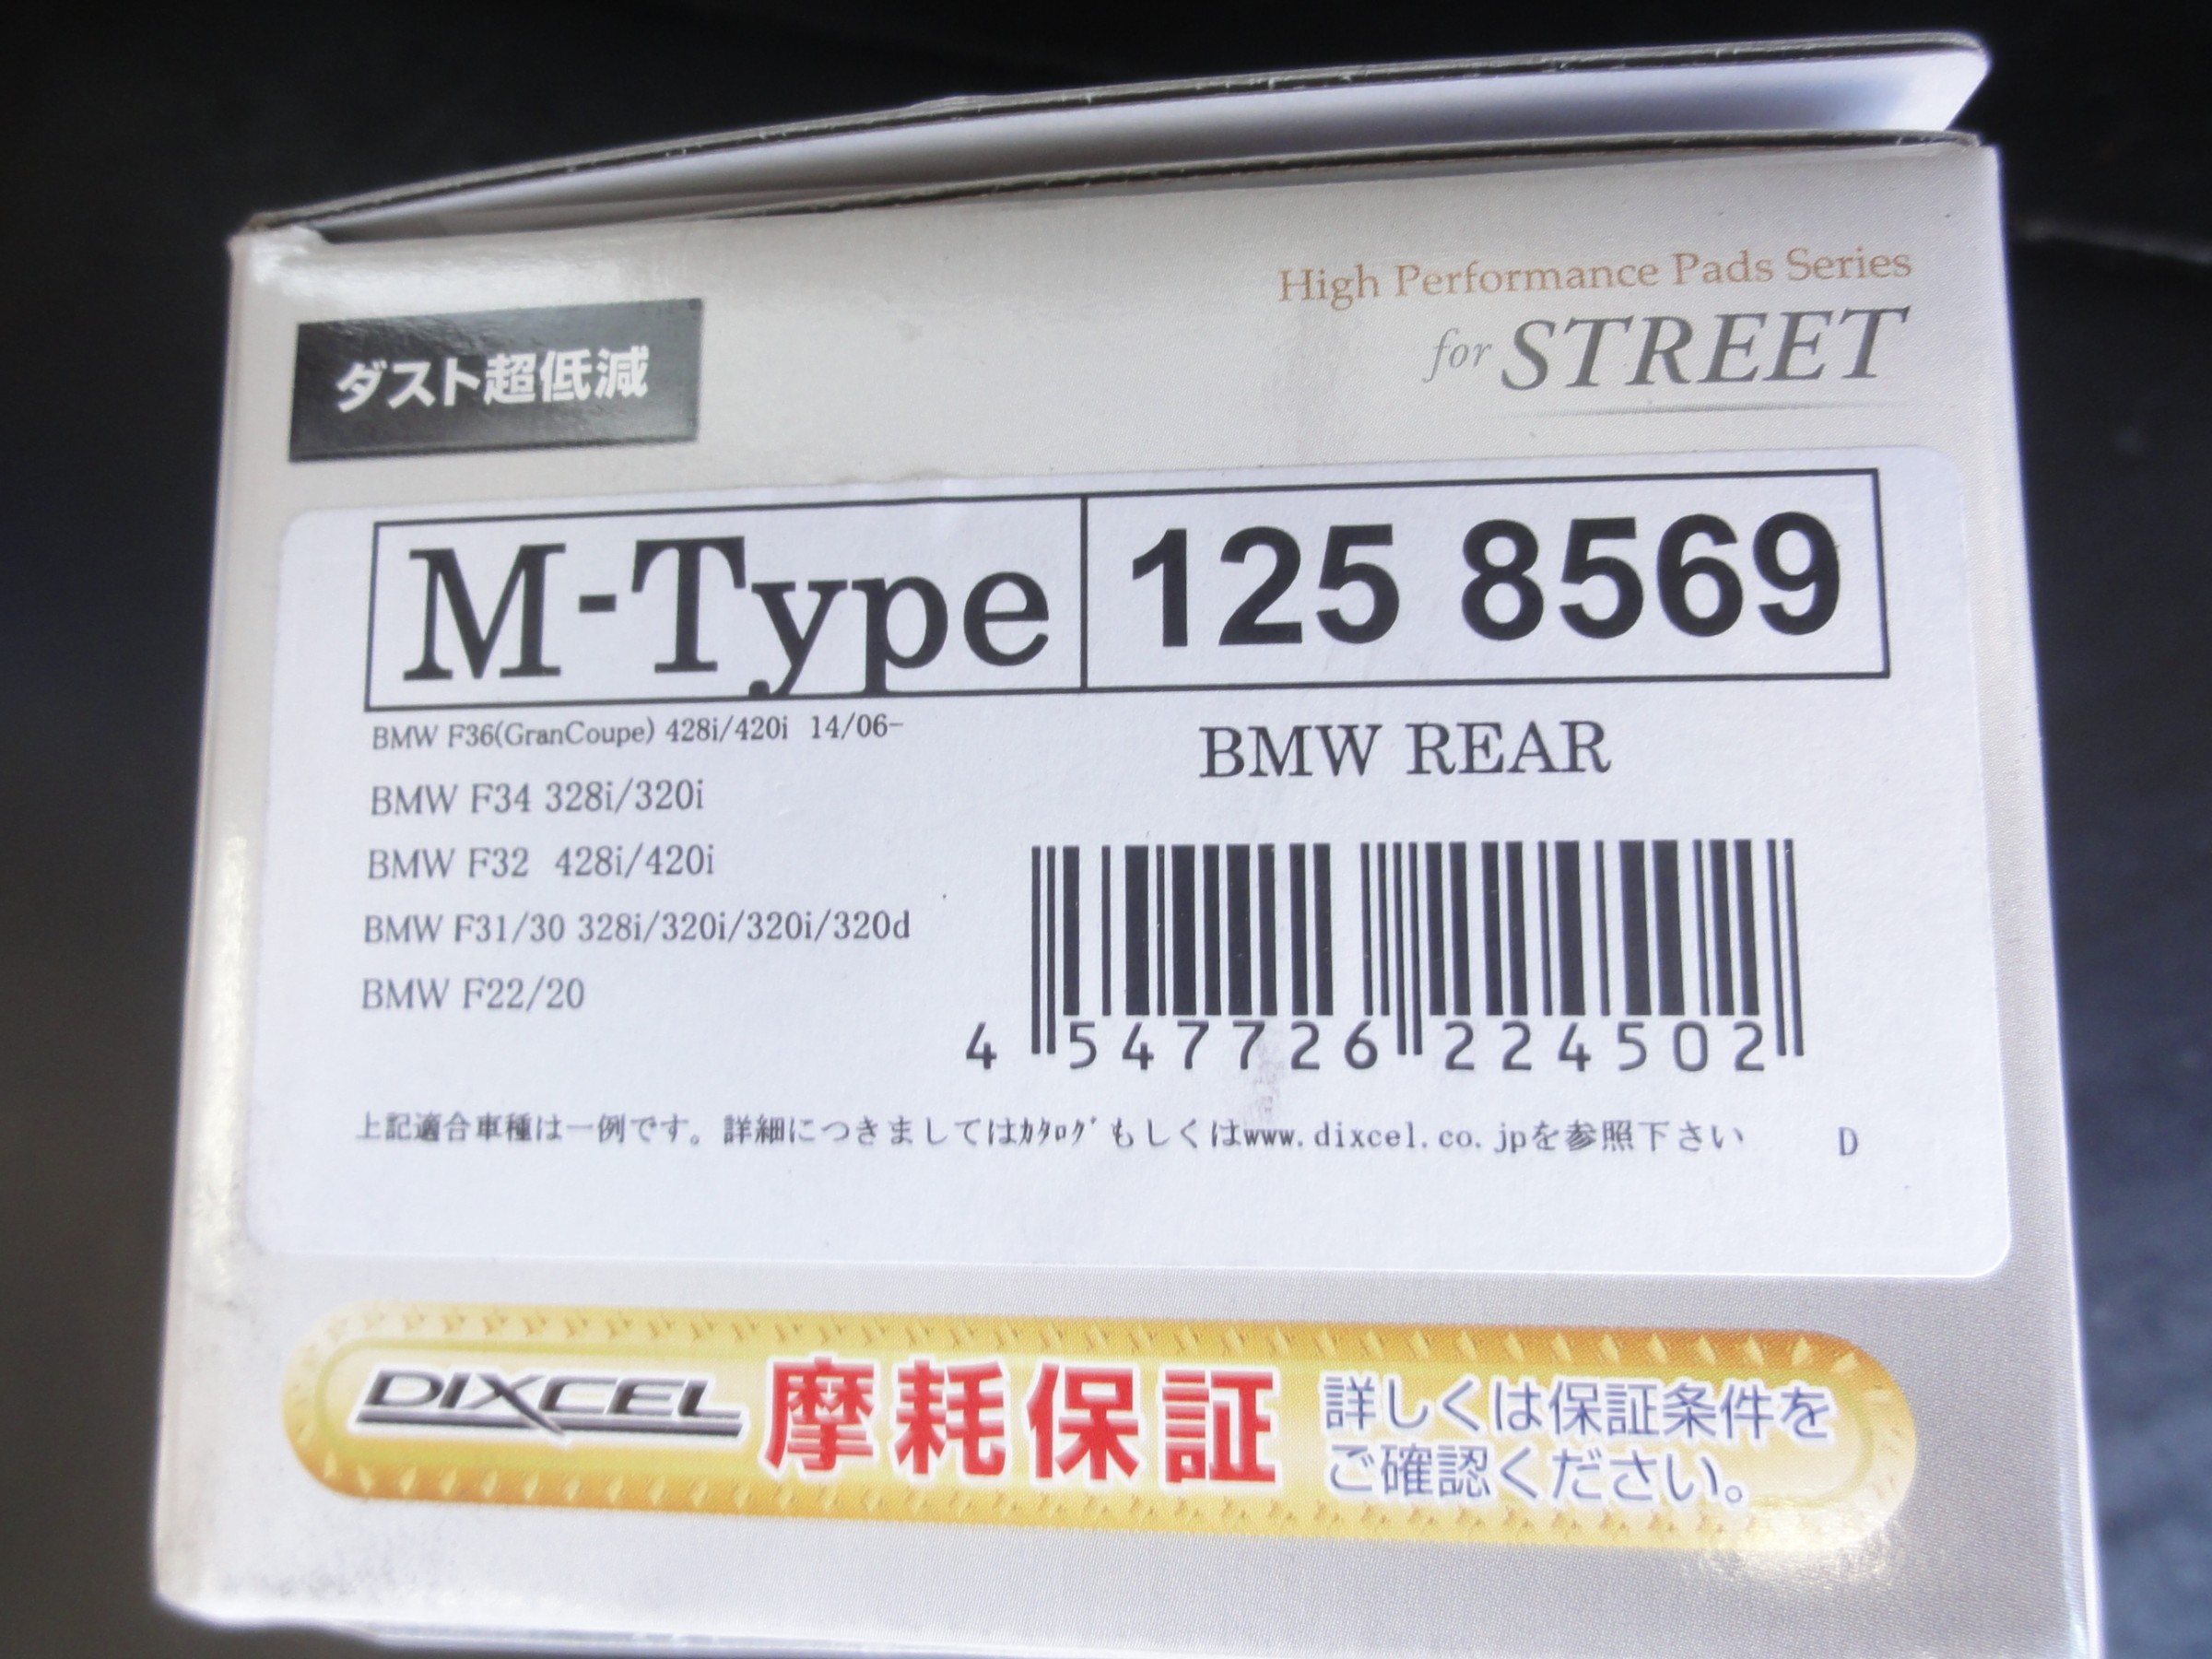 High Performance Pads Series
for STREET
ダスト超低減
M-Type 125 8569
BMW F36(GranCoupe) 428i/420i 14/06-
BMW REAR
BMW F34 328i/320i
BMW F32 428i/420i
BMW F31/30 328i/320i/320i/320d
BMW F22/20
4 547726 224502
上記適合車種は一例です。詳細につきましてはｶﾀﾛｸﾞもしくはwww.dixcel.co.jpを参照下さい D
DIXCEL 摩耗保証 詳しくは保証条件を
ご確認ください。